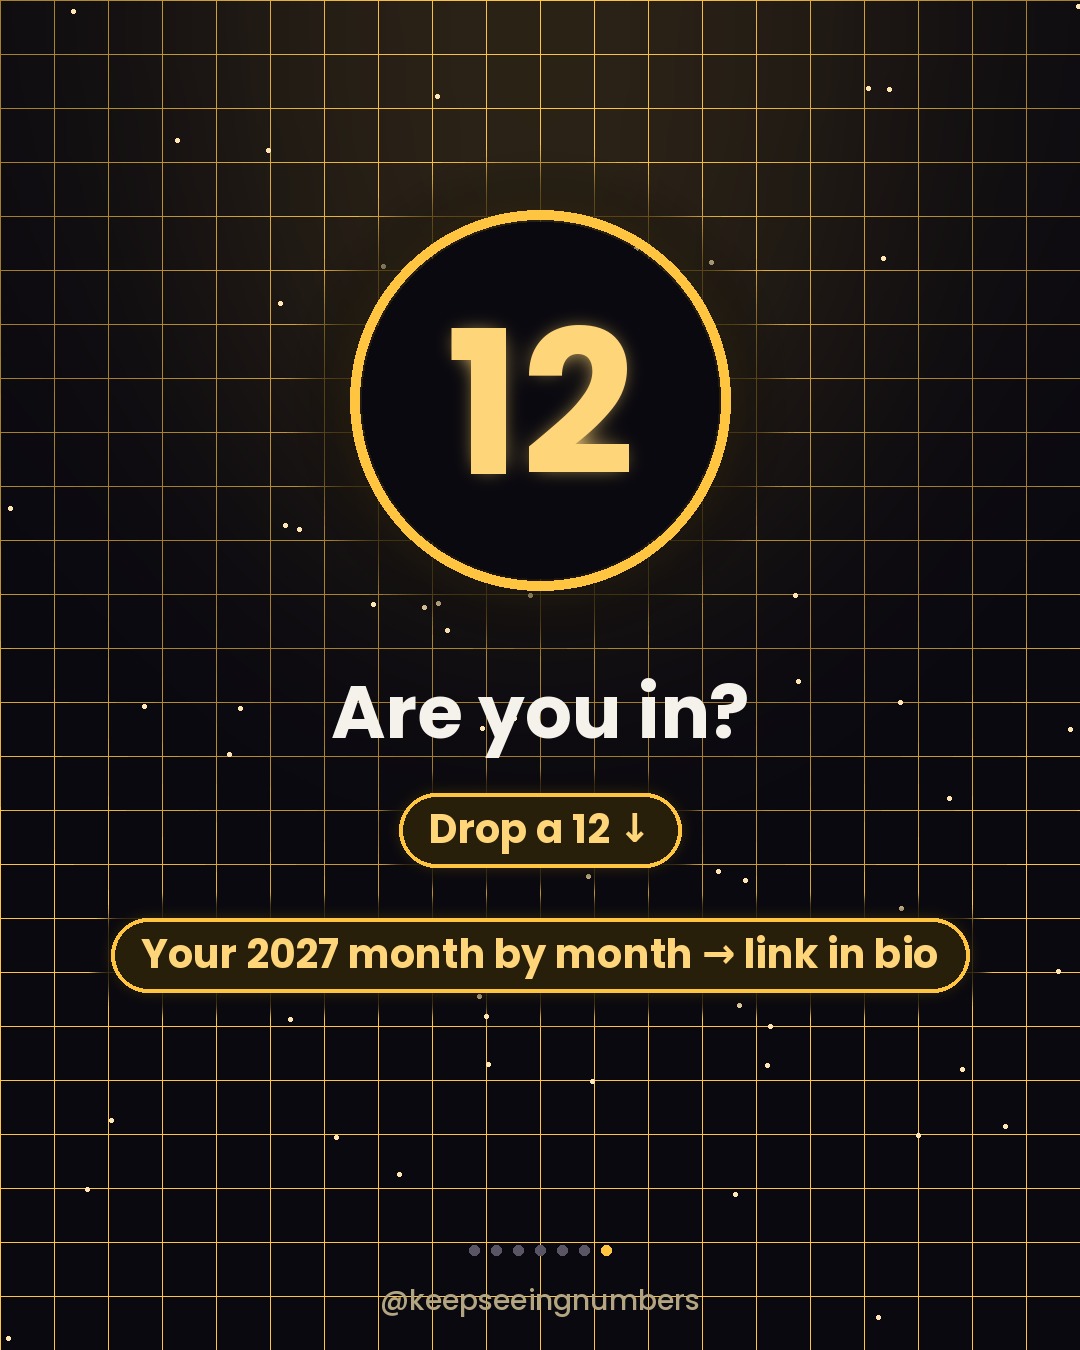 12
Are you in?
Drop a 12 ↓
Your 2027 month by month → link in bio
@keepseeingnumbers